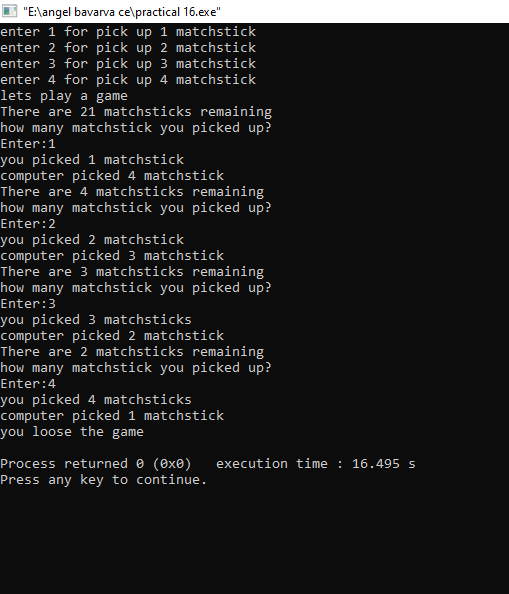 "E:\angel bavarva ce\practical 16.exe"
enter 1 for pick up 1 matchstick
enter 2 for pick up 2 matchstick
enter 3 for pick up 3 matchstick
enter 4 for pick up 4 matchstick
lets play a game
There are 21 matchsticks remaining
how many matchstick you picked up?
Enter:1
you picked 1 matchstick
computer picked 4 matchstick
There are 4 matchsticks remaining
how many matchstick you picked up?
Enter:2
you picked 2 matchstick
computer picked 3 matchstick
There are 3 matchsticks remaining
how many matchstick you picked up?
Enter:3
you picked 3 matchsticks
computer picked 2 matchstick
There are 2 matchsticks remaining
how many matchstick you picked up?
Enter:4
you picked 4 matchsticks
computer picked 1 matchstick
you loose the game
Process returned 0 (0x0)   execution time : 16.495 s
Press any key to continue.